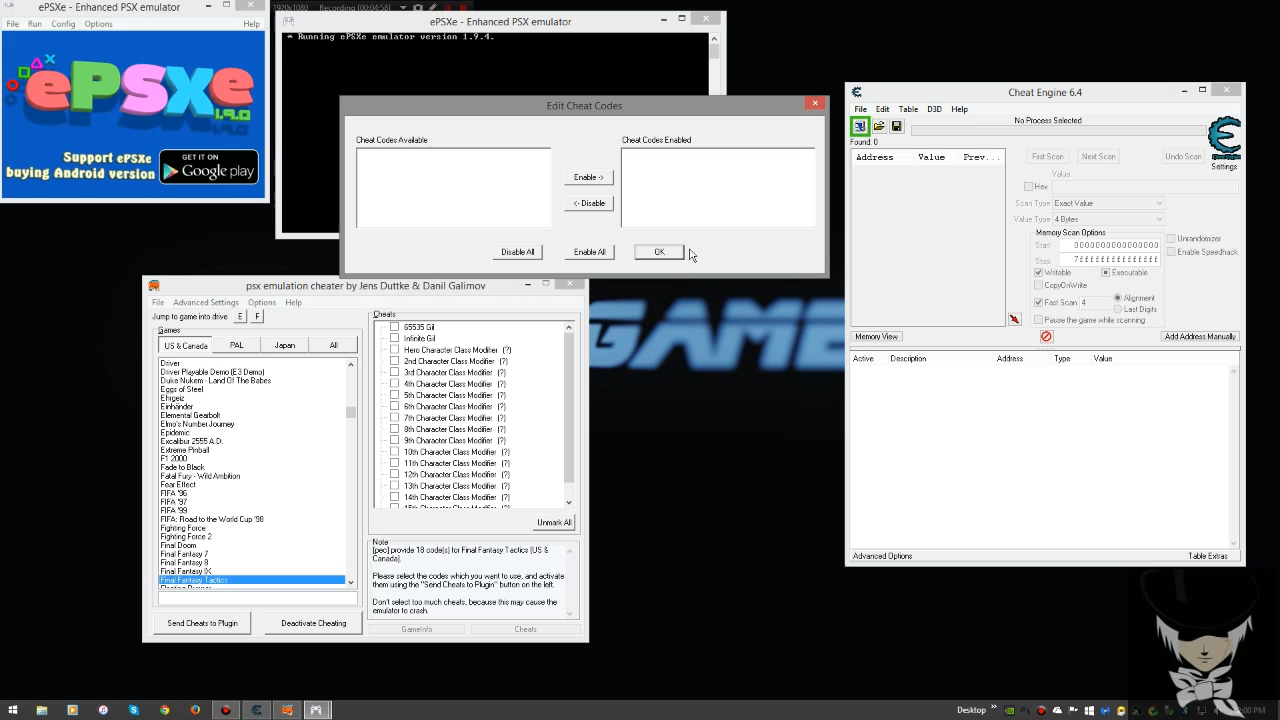 ePSXe - Enhanced PSX emulator
File Run Config Options Help
ePSXe
1.9.0
Support ePSXe
buying Android version
GET IT ON
Google play
1920x1080 Recording [00:04:58]
ePSXe - Enhanced PSX emulator
* Running ePSXe emulator version 1.9.4.
Edit Cheat Codes
Cheat Codes Available
Cheat Codes Enabled
Enable ->
<- Disable
Disable All
Enable All
OK
psx emulation cheater by Jens Duttke & Danil Galimov
File Advanced Settings Options Help
Jump to game into drive E F
Games
US & Canada PAL Japan All
Driver
Driver Playable Demo (E3 Demo)
Duke Nukem - Land Of The Babes
Eggs of Steel
Ehrgeiz
Einhänder
Elemental Gearbolt
Elmo's Number Journey
Epidemic
Excalibur 2555 A.D.
Extreme Pinball
F1 2000
Fade to Black
Fatal Fury - Wild Ambition
Fear Effect
FIFA '96
FIFA '97
FIFA '99
FIFA: Road to the World Cup '98
Fighting Force
Fighting Force 2
Final Doom
Final Fantasy 7
Final Fantasy 8
Final Fantasy IX
Final Fantasy Tactics
Send Cheats to Plugin
Deactivate Cheating
Cheats
65535 Gil
Infinite Gil
Hero Character Class Modifier (?)
2nd Character Class Modifier (?)
3rd Character Class Modifier (?)
4th Character Class Modifier (?)
5th Character Class Modifier (?)
6th Character Class Modifier (?)
7th Character Class Modifier (?)
8th Character Class Modifier (?)
9th Character Class Modifier (?)
10th Character Class Modifier (?)
11th Character Class Modifier (?)
12th Character Class Modifier (?)
13th Character Class Modifier (?)
14th Character Class Modifier (?)
Unmark All
Note
[pec] provide 18 code(s) for Final Fantasy Tactics (US &
Canada).
Please select the codes which you want to use, and activate
them using the "Send Cheats to Plugin" button on the left.
Don't select too much cheats, because this may cause the
emulator to crash.
GameInfo
Cheats
GAME
Cheat Engine 6.4
File Edit Table D3D Help
No Process Selected
Found: 0
Address Value Prev...
First Scan Next Scan Undo Scan
Settings
Value:
Hex
Scan Type Exact Value
Value Type 4 Bytes
Memory Scan Options
Start 0000000000000000
Stop 7fffffffffffffff
Writable Executable
CopyOnWrite
Fast Scan 4 Alignment
Last Digits
Pause the game while scanning
Unrandomizer
Enable Speedhack
Memory View
Add Address Manually
Active Description Address Type Value
Advanced Options
Table Extras
Desktop